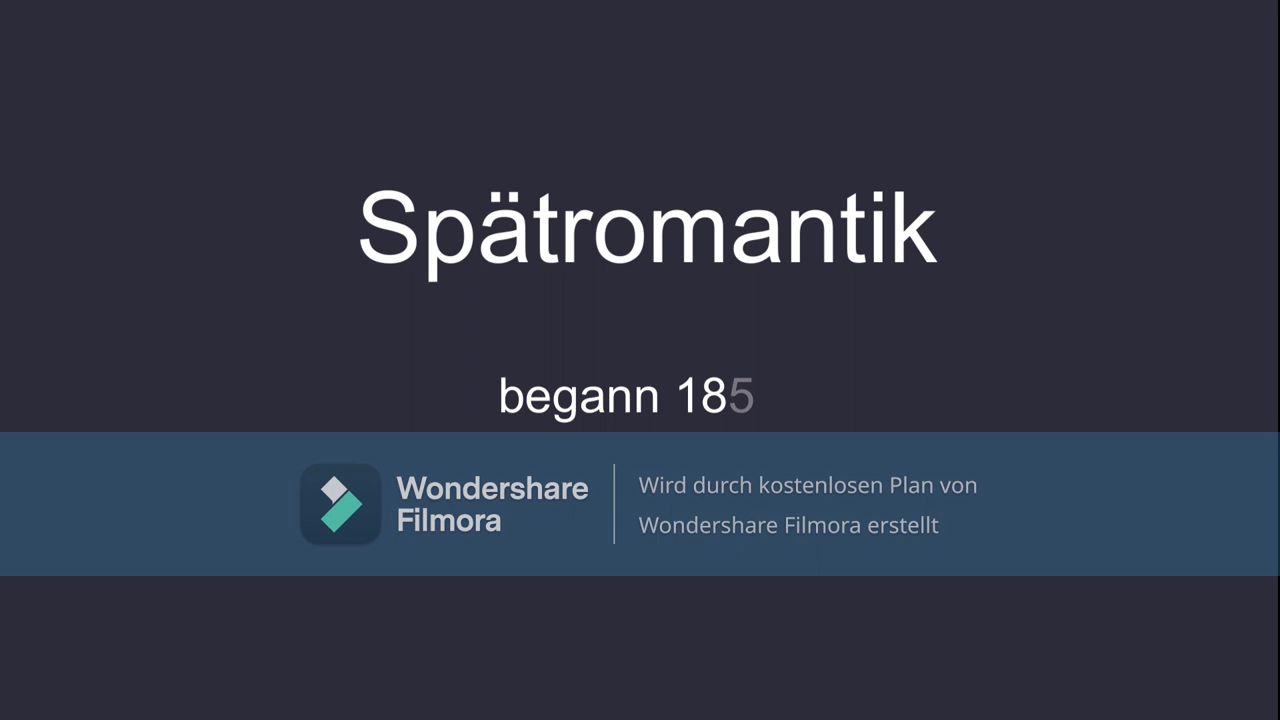 Spätromantik
begann 185
Wondershare
Filmora
Wird durch kostenlosen Plan von
Wondershare Filmora erstellt